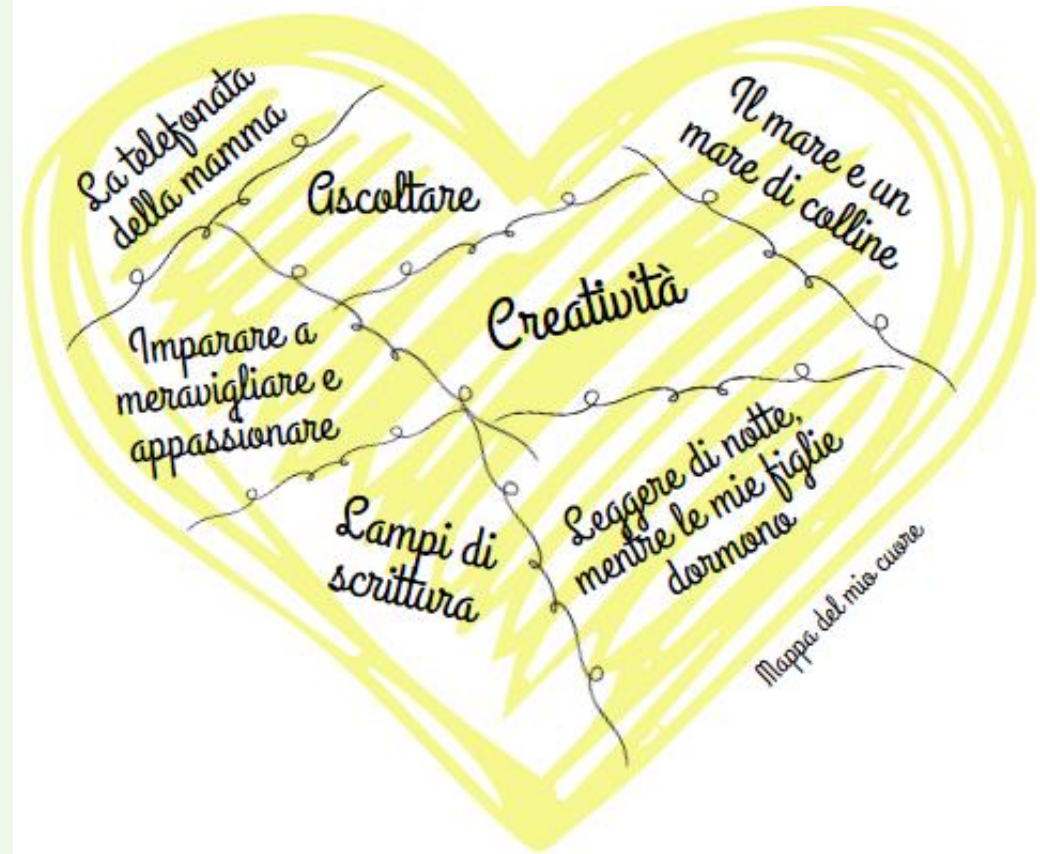 La telefonata
della mamma
Ascoltare
Il mare e un
mare di colline
Creatività
Imparare a
meravigliare e
appassionare
Lampi di
scrittura
Leggere di notte,
mentre le mie figlie
dormono
Mappa del mio cuore